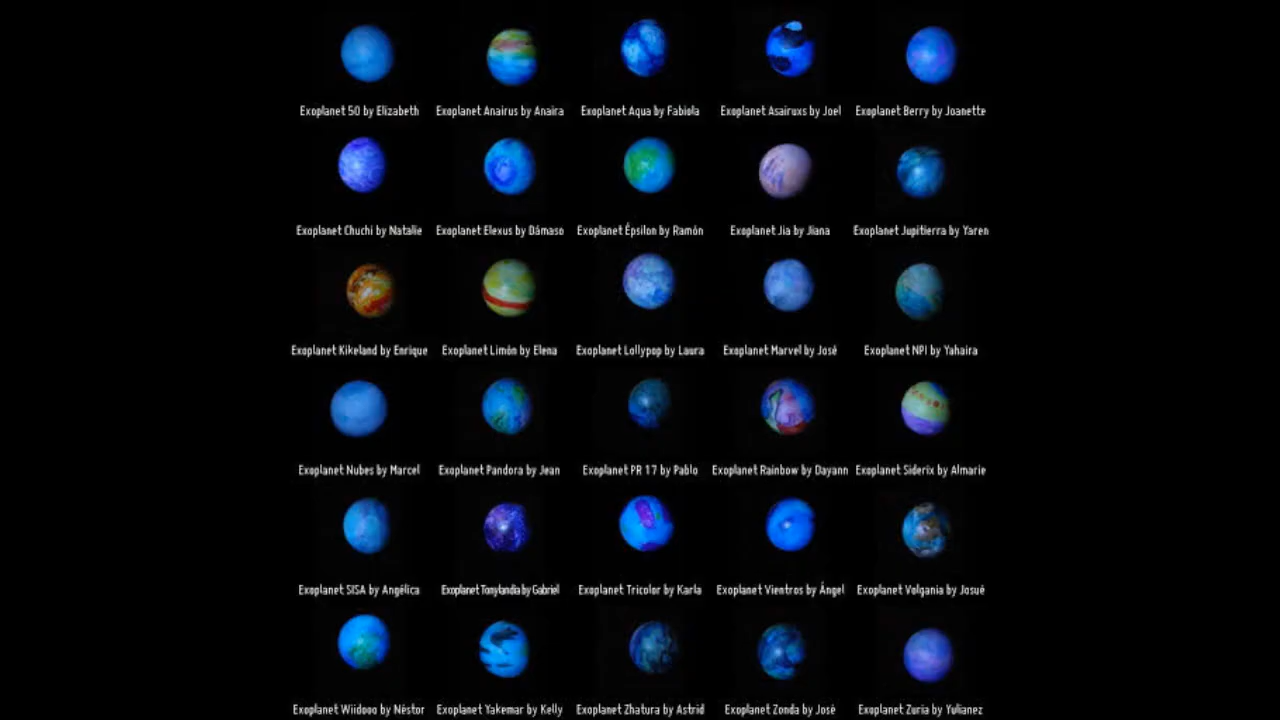 Exoplanet 50 by Elizabeth
Exoplanet Anairus by Anaira
Exoplanet Aqua by Fabiola
Exoplanet Asairuxs by Joel
Exoplanet Berry by Joanette
Exoplanet Chuchi by Natalie
Exoplanet Elexus by Dámaso
Exoplanet Épsilon by Ramón
Exoplanet Jia by Jiana
Exoplanet Jupitierra by Yaren
Exoplanet Kikeland by Enrique
Exoplanet Limón by Elena
Exoplanet Lollypop by Laura
Exoplanet Marvel by José
Exoplanet NPI by Yahaira
Exoplanet Nubes by Marcel
Exoplanet Pandora by Jean
Exoplanet PR 17 by Pablo
Exoplanet Rainbow by Dayann
Exoplanet Siderix by Almarie
Exoplanet SISA by Angélica
Exoplanet Tonylandia by Gabriel
Exoplanet Tricolor by Karla
Exoplanet Vientros by Ángel
Exoplanet Volgania by Josué
Exoplanet Wiidooo by Néstor
Exoplanet Yakemar by Kelly
Exoplanet Zhatura by Astrid
Exoplanet Zonda by José
Exoplanet Zuria by Yulianez